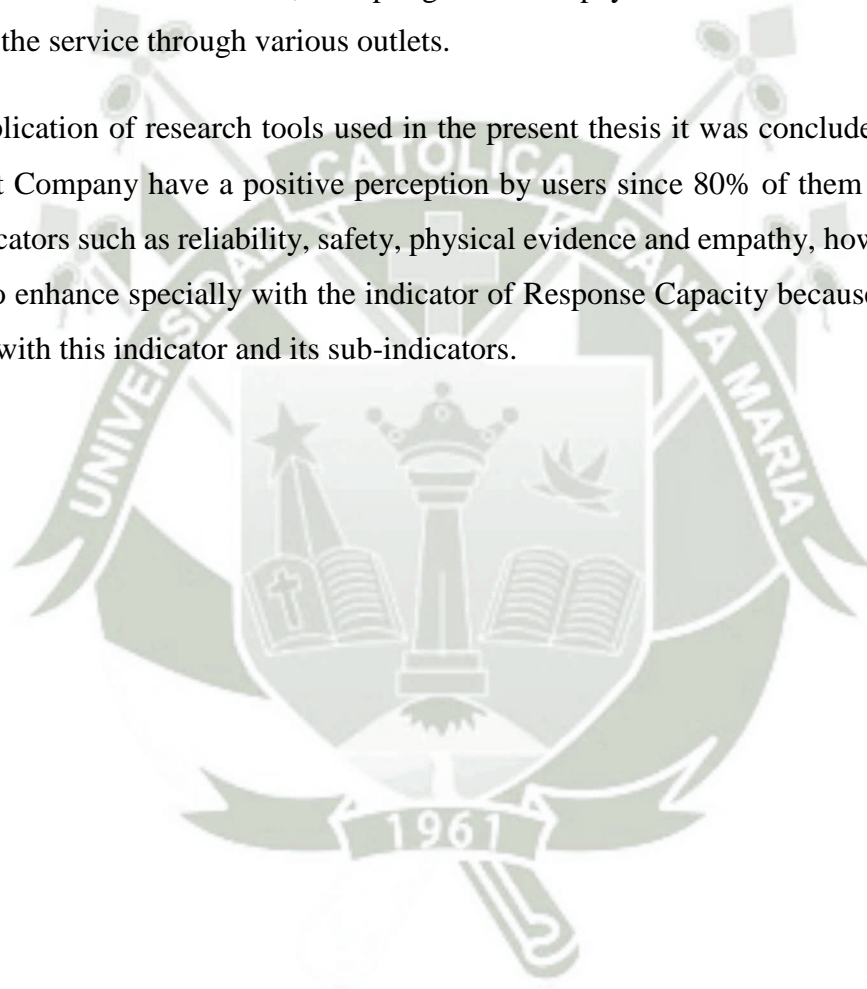 the service through various outlets.
plication of research tools used in the present thesis it was conclude
t Company have a positive perception by users since 80% of them
cators such as reliability, safety, physical evidence and empathy, how
o enhance specially with the indicator of Response Capacity because
with this indicator and its sub-indicators.
UNIVERSIDAD CATOLICA SANTA MARIA
1961